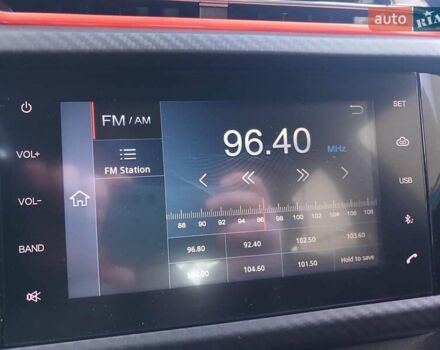 auto RIA
SET
FM / AM
VOL+
96.40 MHz
FM Station
VOL-
USB
88 90 92 94 96 98 100 102 104 106 108
BAND
96.80 92.40 102.50 103.60
104.60 101.50 Hold to save